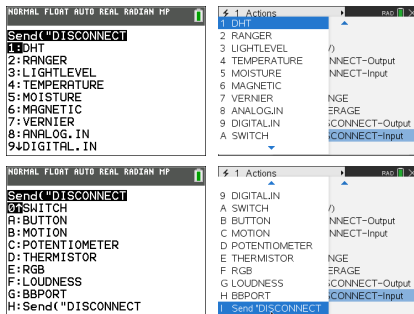 NORMAL FLOAT AUTO REAL RADIAN MP
Send("DISCONNECT
1:DHT
2:RANGER
3:LIGHTLEVEL
4:TEMPERATURE
5:MOISTURE
6:MAGNETIC
7:VERNIER
8:ANALOG.IN
9↓DIGITAL.IN
1 Actions
PAD
1 DHT
2 RANGER
3 LIGHTLEVEL /)
4 TEMPERATURE NNECT-Output
5 MOISTURE NNECT-Input
6 MAGNETIC
7 VERNIER NGE
8 ANALOG.IN ERAGE
9 DIGITAL.IN SCONNECT-Output
A SWITCH CONNECT-Input
NORMAL FLOAT AUTO REAL RADIAN MP
Send("DISCONNECT
0↑SWITCH
A:BUTTON
B:MOTION
C:POTENTIOMETER
D:THERMISTOR
E:RGB
F:LOUDNESS
G:BBPORT
H:Send("DISCONNECT
1 Actions
PAD
9 DIGITAL.IN
A SWITCH /)
B BUTTON NNECT-Output
C MOTION NNECT-Input
D POTENTIOMETER
E THERMISTOR NGE
F RGB ERAGE
G LOUDNESS SCONNECT-Output
H BBPORT CONNECT-Input
I Send "DISCONNECT